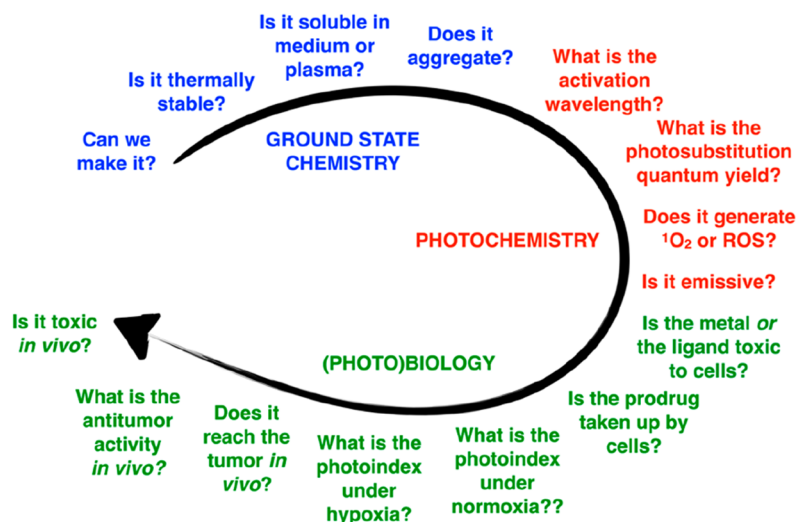 Can we
make it?
Is it thermally
stable?
Is it soluble in
medium or
plasma?
Does it
aggregate?
GROUND STATE
CHEMISTRY
What is the
activation
wavelength?
What is the
photosubstitution
quantum yield?
Does it generate
¹O₂ or ROS?
Is it emissive?
PHOTOCHEMISTRY
Is the metal or
the ligand toxic
to cells?
Is the prodrug
taken up by
cells?
What is the
photoindex
under
normoxia??
What is the
photoindex
under
hypoxia?
Does it
reach the
tumor in
vivo?
What is the
antitumor
activity
in vivo?
Is it toxic
in vivo?
(PHOTO)BIOLOGY